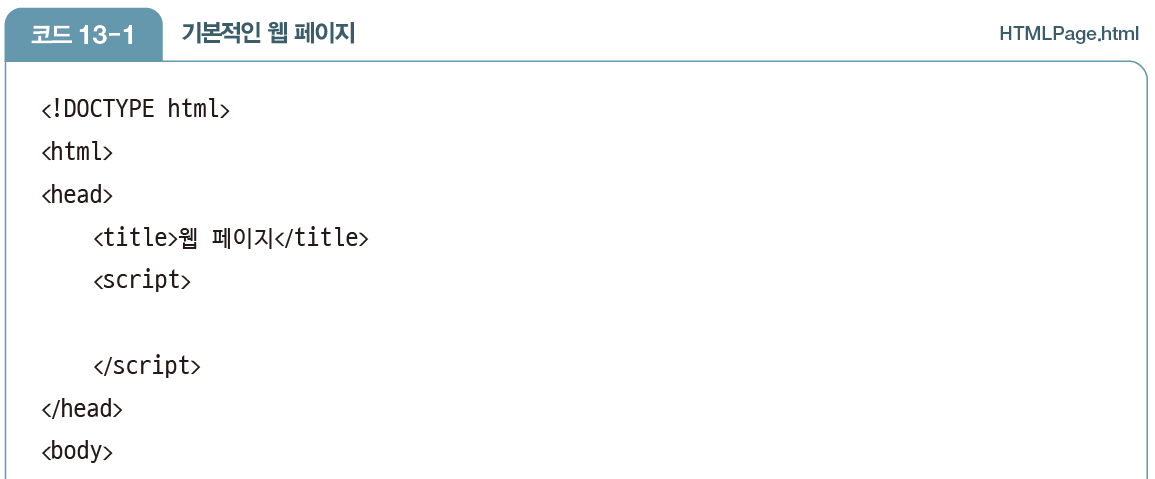 코드 13-1 기본적인 웹 페이지 HTMLPage.html
<!DOCTYPE html>
<html>
<head>
    <title>웹 페이지</title>
    <script>

    </script>
</head>
<body>